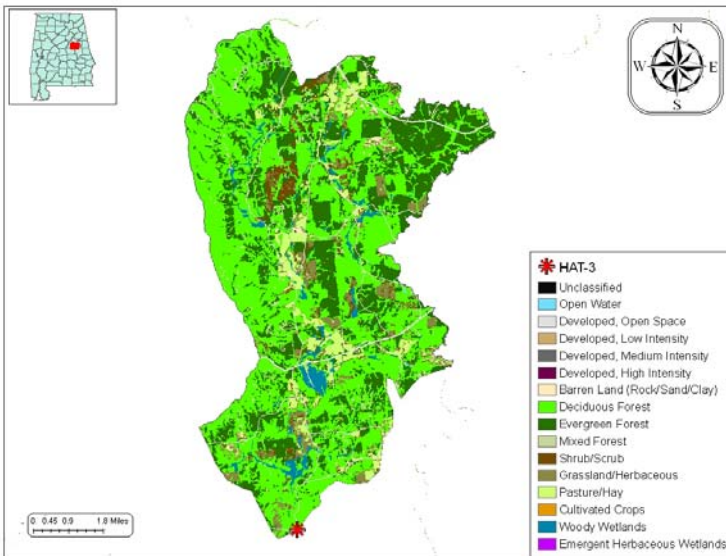 N
W E
S
HAT-3
Unclassified
Open Water
Developed, Open Space
Developed, Low Intensity
Developed, Medium Intensity
Developed, High Intensity
Barren Land (Rock/Sand/Clay)
Deciduous Forest
Evergreen Forest
Mixed Forest
Shrub/Scrub
Grassland/Herbaceous
Pasture/Hay
Cultivated Crops
Woody Wetlands
Emergent Herbaceous Wetlands
0 0.45 0.9 1.8 Miles